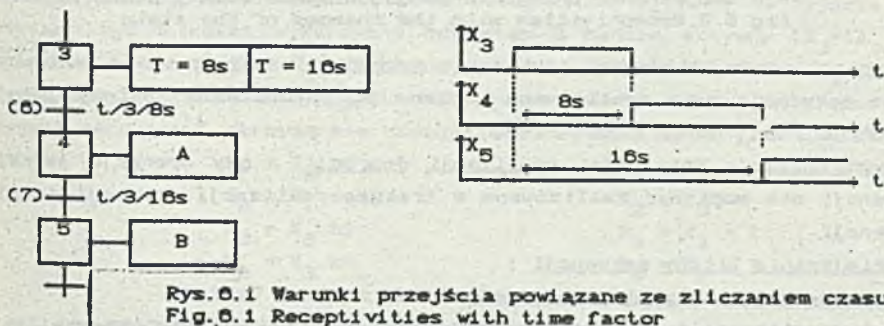 3
T = 8s
T = 16s
(6)
t/3/8s
4
A
(7)
t/3/16s
5
B
X3
t
X4
8s
t
X5
16s
t
Rys.6.1 Warunki przejścia powiązane ze zliczaniem czasu
Fig.6.1 Receptivities with time factor